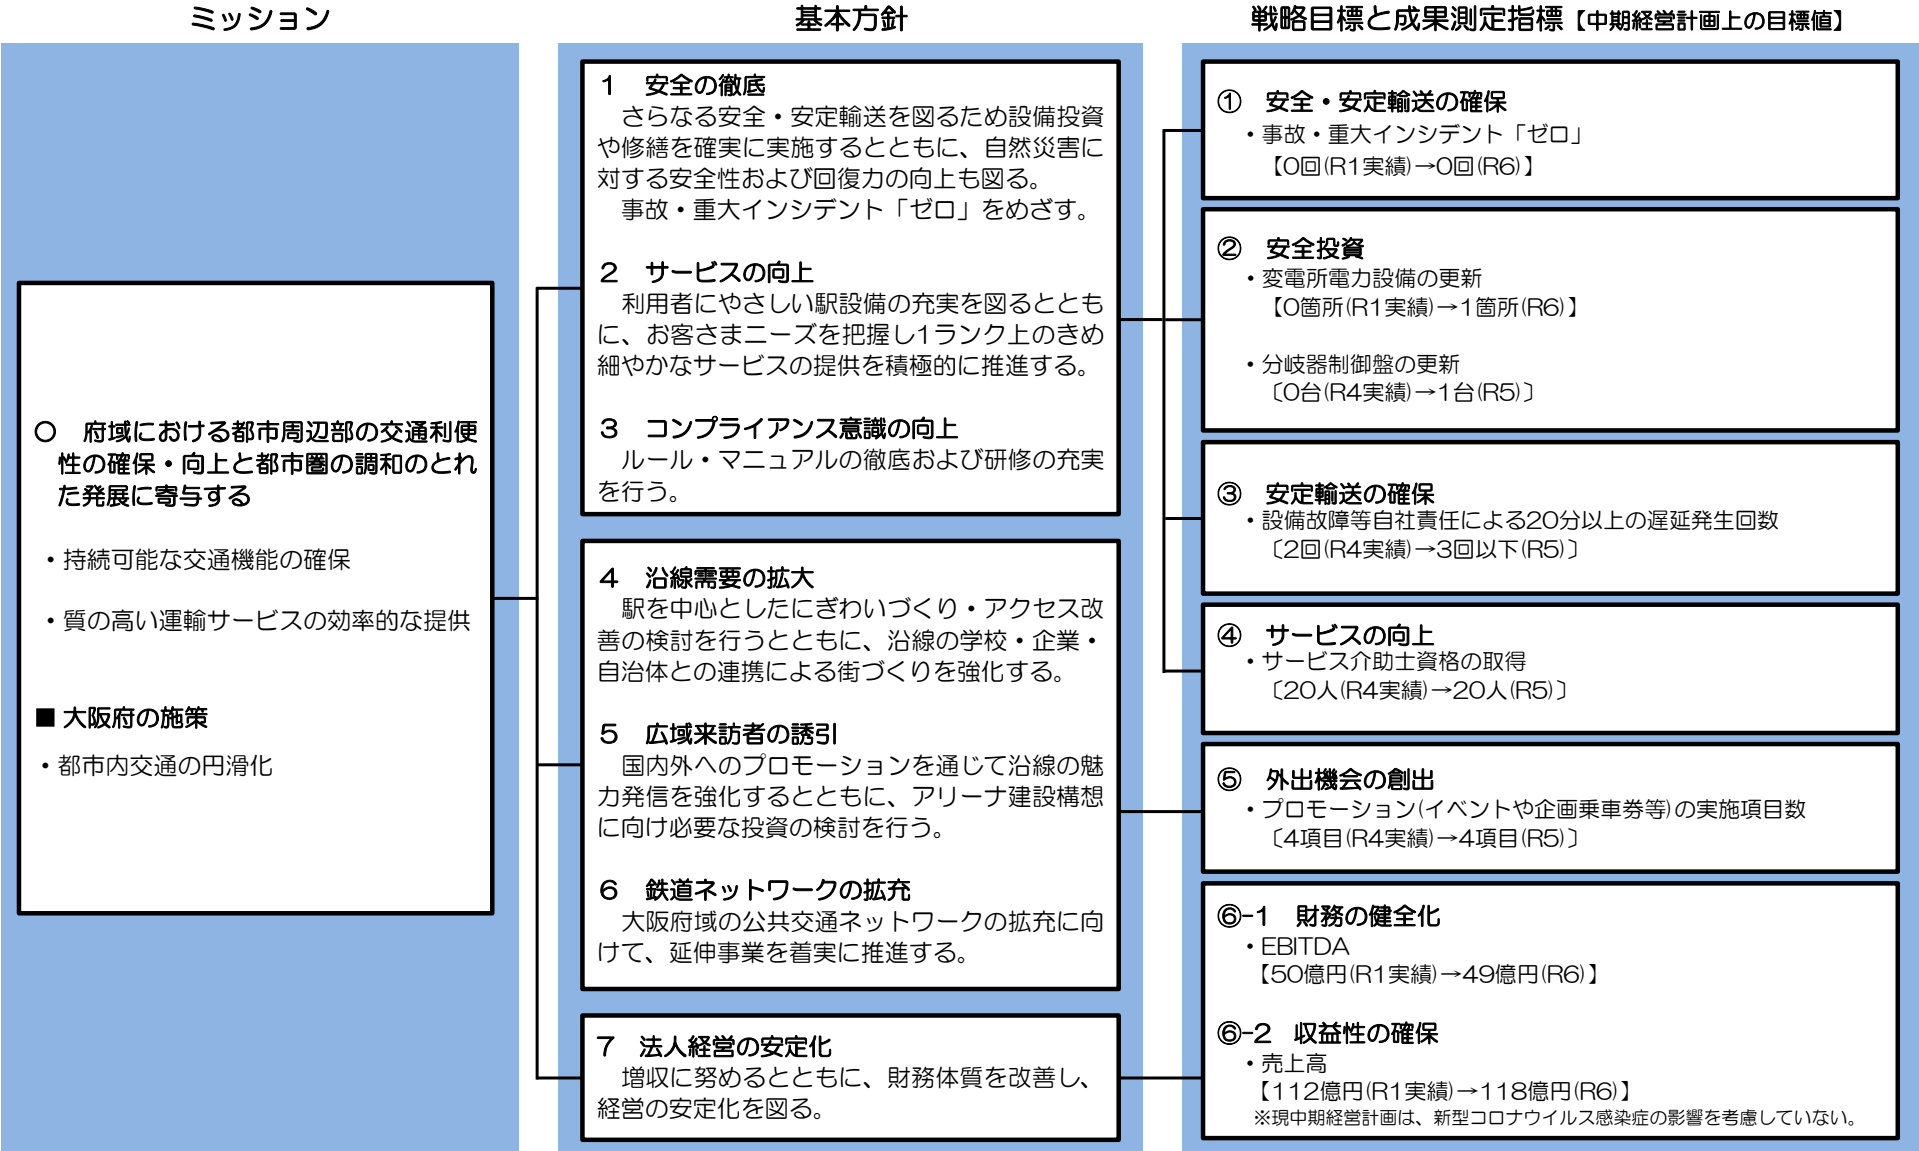 ミッション
○　府域における都市周辺部の交通利便
性の確保・向上と都市圏の調和のとれ
た発展に寄与する
・持続可能な交通機能の確保
・質の高い運輸サービスの効率的な提供
■ 大阪府の施策
・都市内交通の円滑化
基本方針
１　安全の徹底
さらなる安全・安定輸送を図るため設備投資
や修繕を確実に実施するとともに、自然災害に
対する安全性および回復力の向上も図る。
事故・重大インシデント「ゼロ」をめざす。
２　サービスの向上
利用者にやさしい駅設備の充実を図るととも
に、お客さまニーズを把握し1ランク上のきめ
細やかなサービスの提供を積極的に推進する。
３　コンプライアンス意識の向上
ルール・マニュアルの徹底および研修の充実
を行う。
４　沿線需要の拡大
駅を中心としたにぎわいづくり・アクセス改
善の検討を行うとともに、沿線の学校・企業・
自治体との連携による街づくりを強化する。
５　広域来訪者の誘引
国内外へのプロモーションを通じて沿線の魅
力発信を強化するとともに、アリーナ建設構想
に向け必要な投資の検討を行う。
６　鉄道ネットワークの拡充
大阪府域の公共交通ネットワークの拡充に向
けて、延伸事業を着実に推進する。
７　法人経営の安定化
増収に努めるとともに、財務体質を改善し、
経営の安定化を図る。
戦略目標と成果測定指標【中期経営計画上の目標値】
①　安全・安定輸送の確保
・事故・重大インシデント「ゼロ」
【0回(R1実績)→0回(R6)】
②　安全投資
・変電所電力設備の更新
【0箇所(R1実績)→1箇所(R6)】
・分岐器制御盤の更新
〔0台(R4実績)→1台(R5)〕
③　安定輸送の確保
・設備故障等自社責任による20分以上の遅延発生回数
〔2回(R4実績)→3回以下(R5)〕
④　サービスの向上
・サービス介助士資格の取得
〔20人(R4実績)→20人(R5)〕
⑤　外出機会の創出
・プロモーション(イベントや企画乗車券等)の実施項目数
〔4項目(R4実績)→4項目(R5)〕
⑥-1　財務の健全化
・EBITDA
【50億円(R1実績)→49億円(R6)】
⑥-2　収益性の確保
・売上高
【112億円(R1実績)→118億円(R6)】
※現中期経営計画は、新型コロナウイルス感染症の影響を考慮していない。